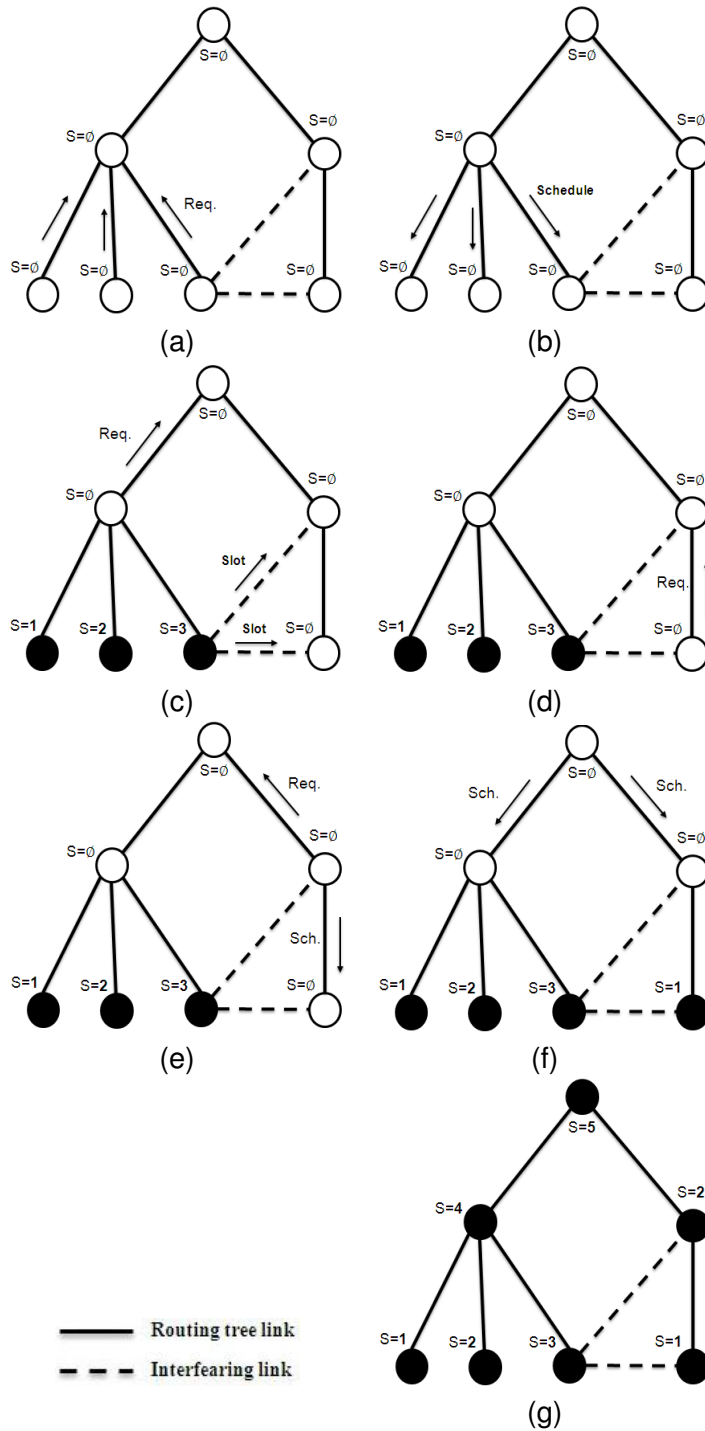 S=∅
S=∅
S=∅
S=∅
S=∅
S=∅
Req.
Schedule
S=∅ S=∅ S=∅ S=∅
S=∅ S=∅ S=∅ S=∅
(a)
(b)
S=∅
S=∅
Req.
S=∅
S=∅
S=∅
S=∅
Slot
Req.
S=1 S=2 S=3 Slot S=∅
S=1 S=2 S=3 S=∅
(c)
(d)
S=∅
S=∅
Req.
Sch.
Sch.
S=∅
S=∅
S=∅
S=∅
Sch.
S=1 S=2 S=3 S=∅
S=1 S=2 S=3 S=1
(e)
(f)
S=5
S=4
S=2
S=1 S=2 S=3 S=1
Routing tree link
Interfearing link
(g)